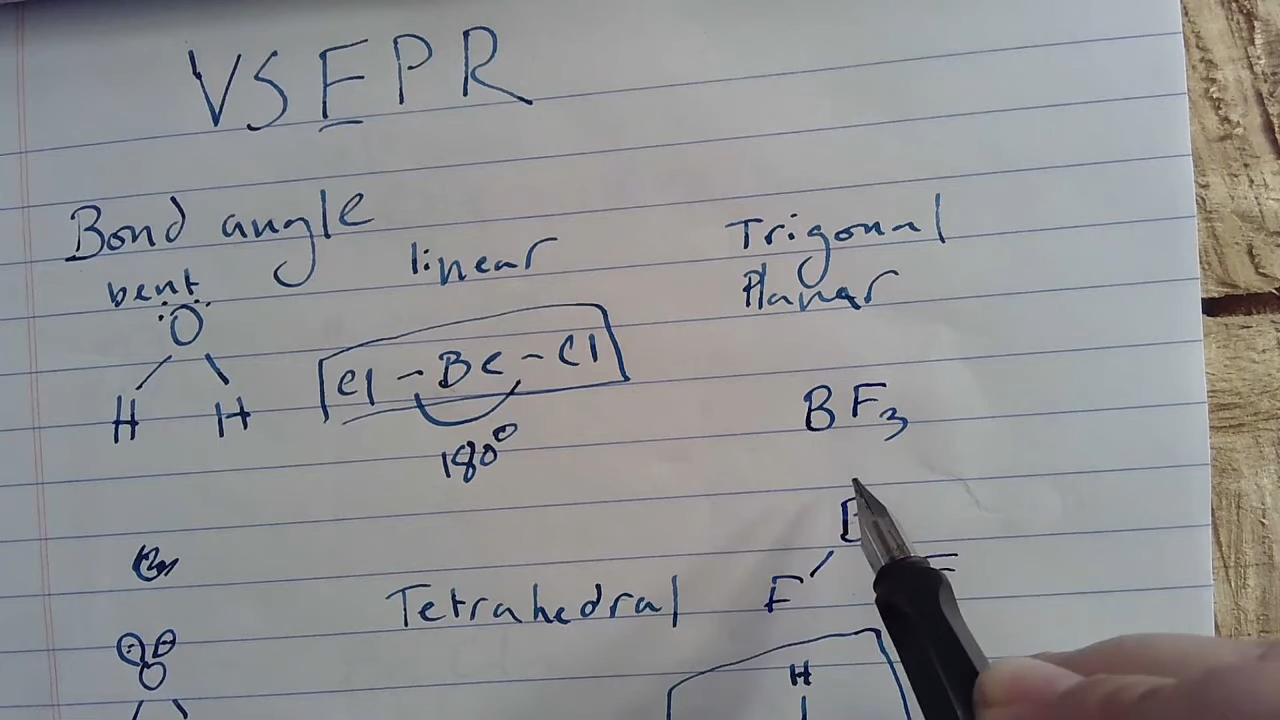 VSEPR
Bond angle
linear
Trigonal
Planar
bent
O
H H
Cl - Be - Cl
180°
BF3
F
Tetrahedral
O
H